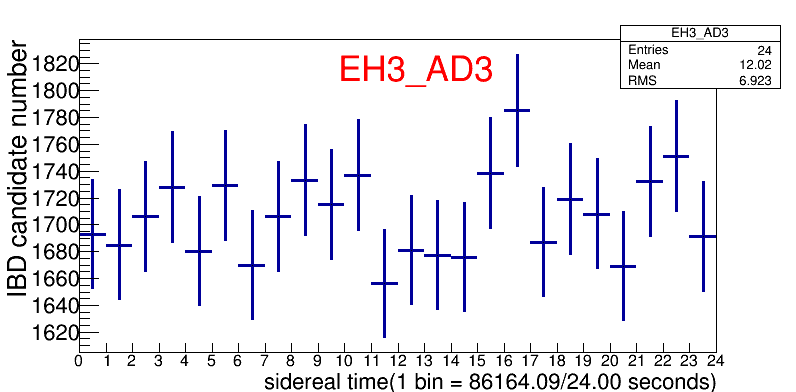 EH3_AD3
Entries 24
Mean 12.02
RMS 6.923
EH3_AD3
IBD candidate number
1820
1800
1780
1760
1740
1720
1700
1680
1660
1640
1620
0 1 2 3 4 5 6 7 8 9 10 11 12 13 14 15 16 17 18 19 20 21 22 23 24
sidereal time(1 bin = 86164.09/24.00 seconds)